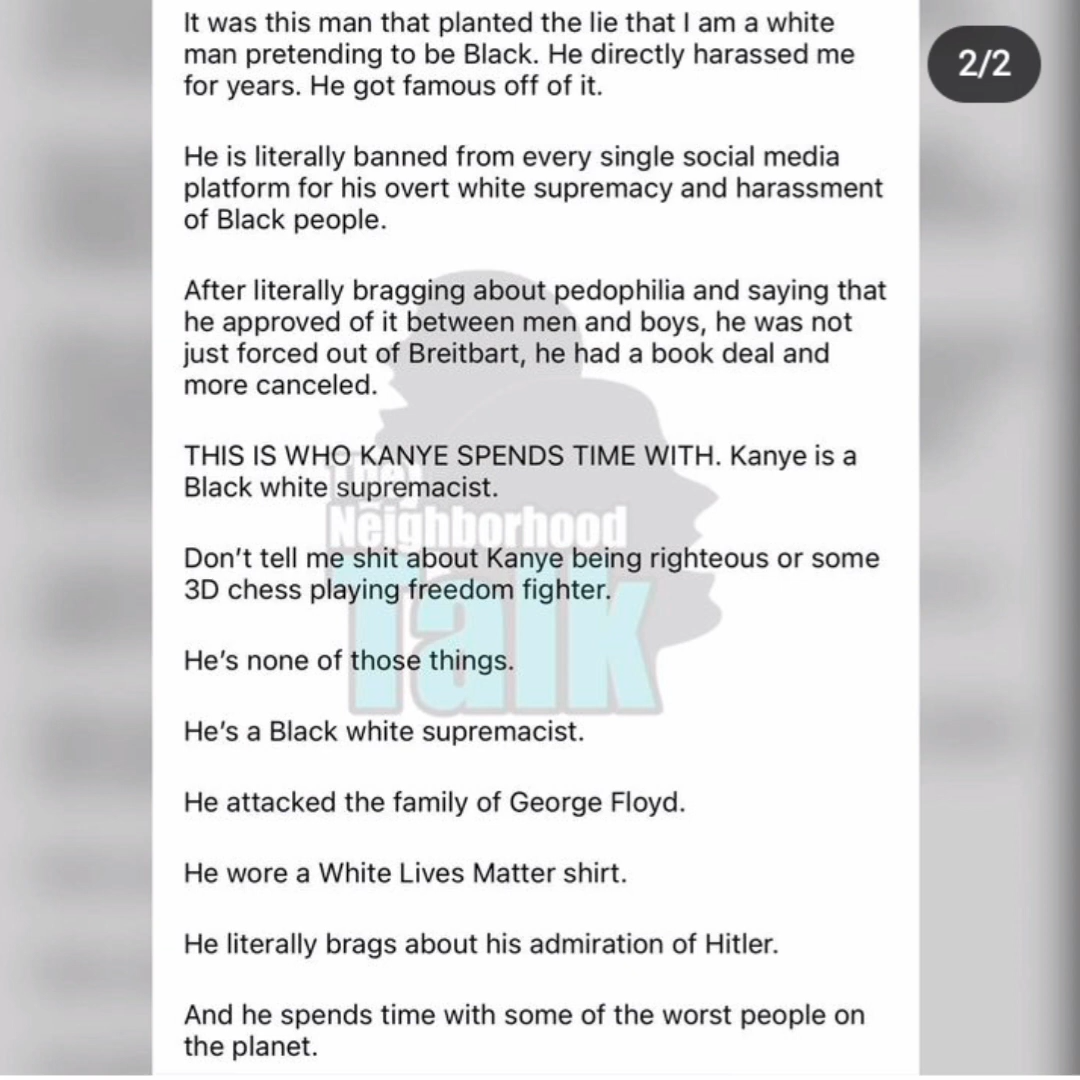 It was this man that planted the lie that I am a white
man pretending to be Black. He directly harassed me
for years. He got famous off of it.
2/2
He is literally banned from every single social media
platform for his overt white supremacy and harassment
of Black people.
After literally bragging about pedophilia and saying that
he approved of it between men and boys, he was not
just forced out of Breitbart, he had a book deal and
more canceled.
THIS IS WHO KANYE SPENDS TIME WITH. Kanye is a
Black white supremacist.
The
Neighborhood
Talk
Don't tell me shit about Kanye being righteous or some
3D chess playing freedom fighter.
He's none of those things.
He's a Black white supremacist.
He attacked the family of George Floyd.
He wore a White Lives Matter shirt.
He literally brags about his admiration of Hitler.
And he spends time with some of the worst people on
the planet.